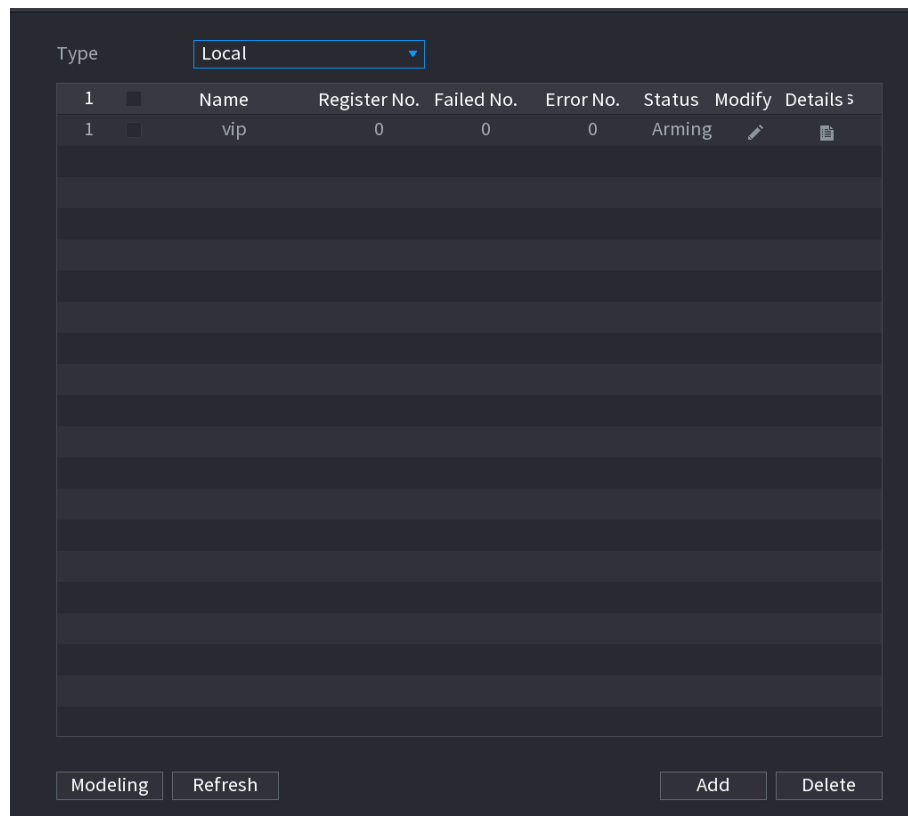 Type Local
1 Name Register No. Failed No. Error No. Status Modify Details s
1 vip 0 0 0 Arming
Modeling Refresh Add Delete